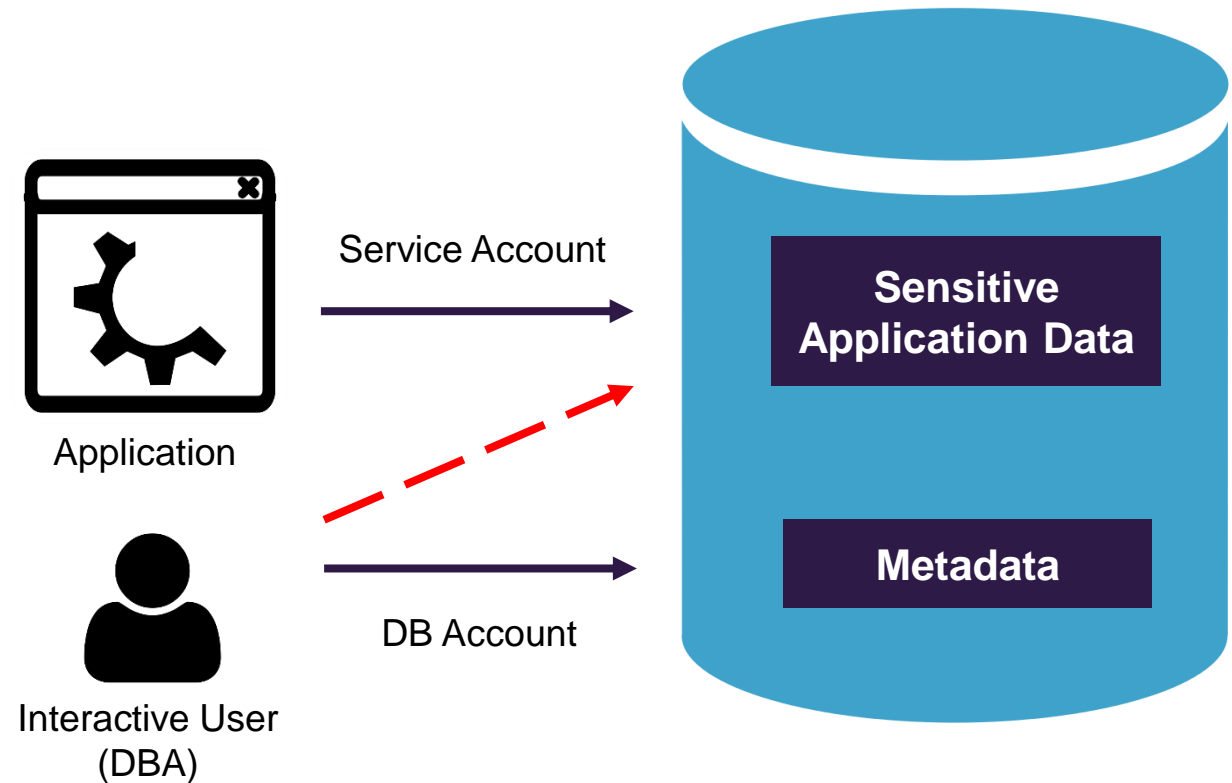 Service Account
Sensitive
Application Data
Application
Metadata
DB Account
Interactive User
(DBA)